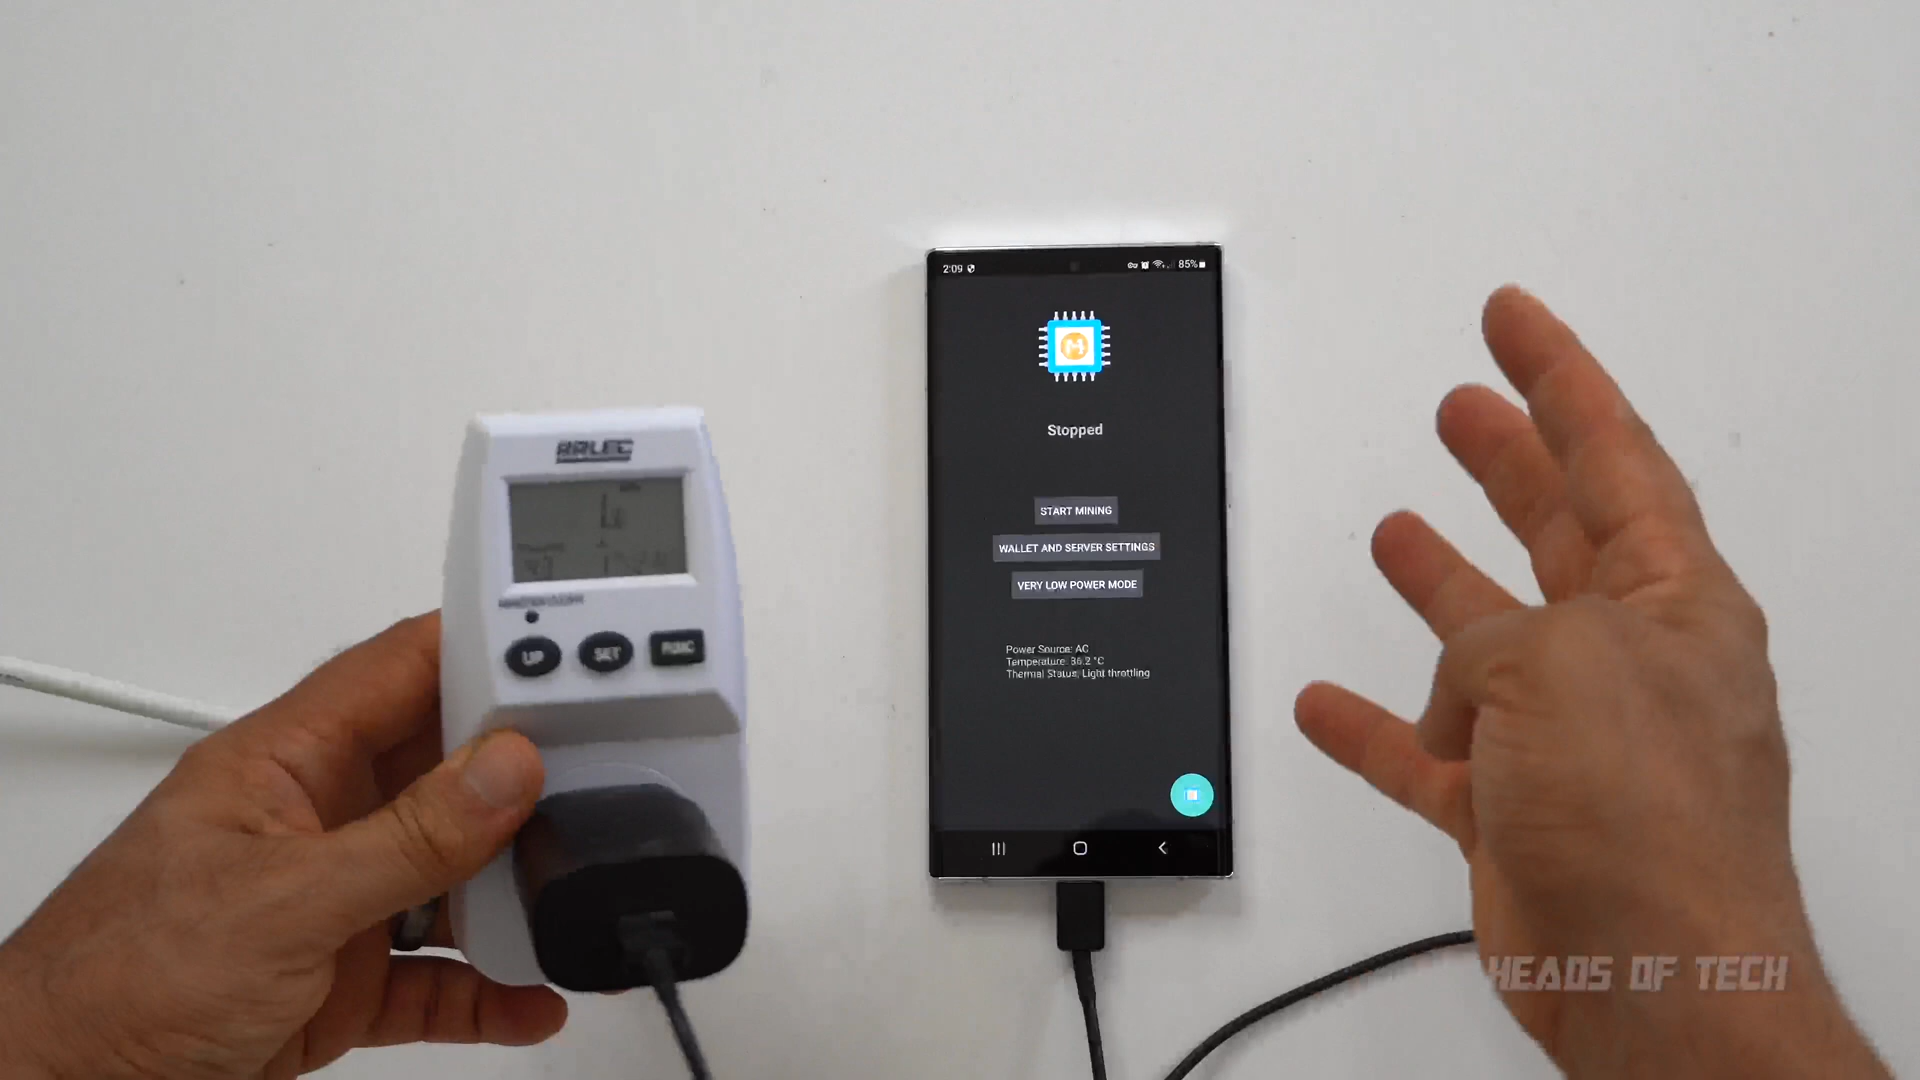 2:09
85%
Stopped
START MINING
WALLET AND SERVER SETTINGS
VERY LOW POWER MODE
Power Source: AC
Temperature: 36.2 °C
Thermal Status: Light throttling
ARLEC
UP
SET
FUNC
HEADS OF TECH